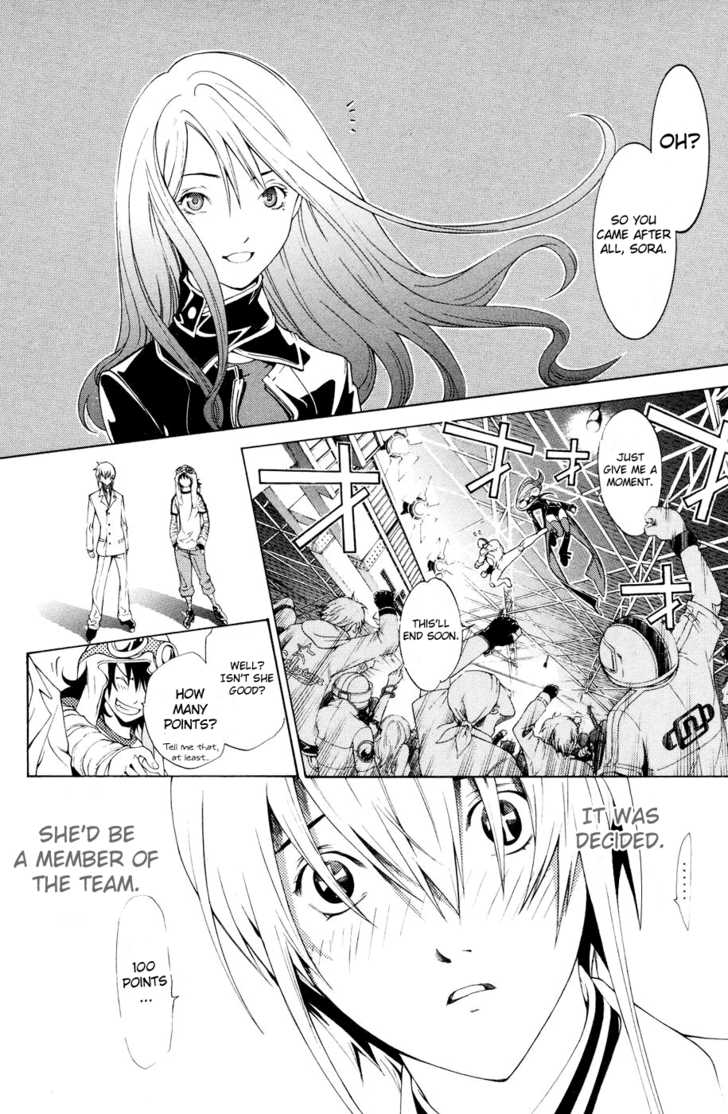 OH?
SO YOU
CAME AFTER
ALL, SORA.
JUST
GIVE ME A
MOMENT.
THIS'LL
END SOON.
WELL?
ISN'T SHE
GOOD?
HOW
MANY
POINTS?
Tell me that,
at least.
......
IT WAS
DECIDED.
SHE'D BE
A MEMBER OF
THE TEAM.
100
POINTS
...